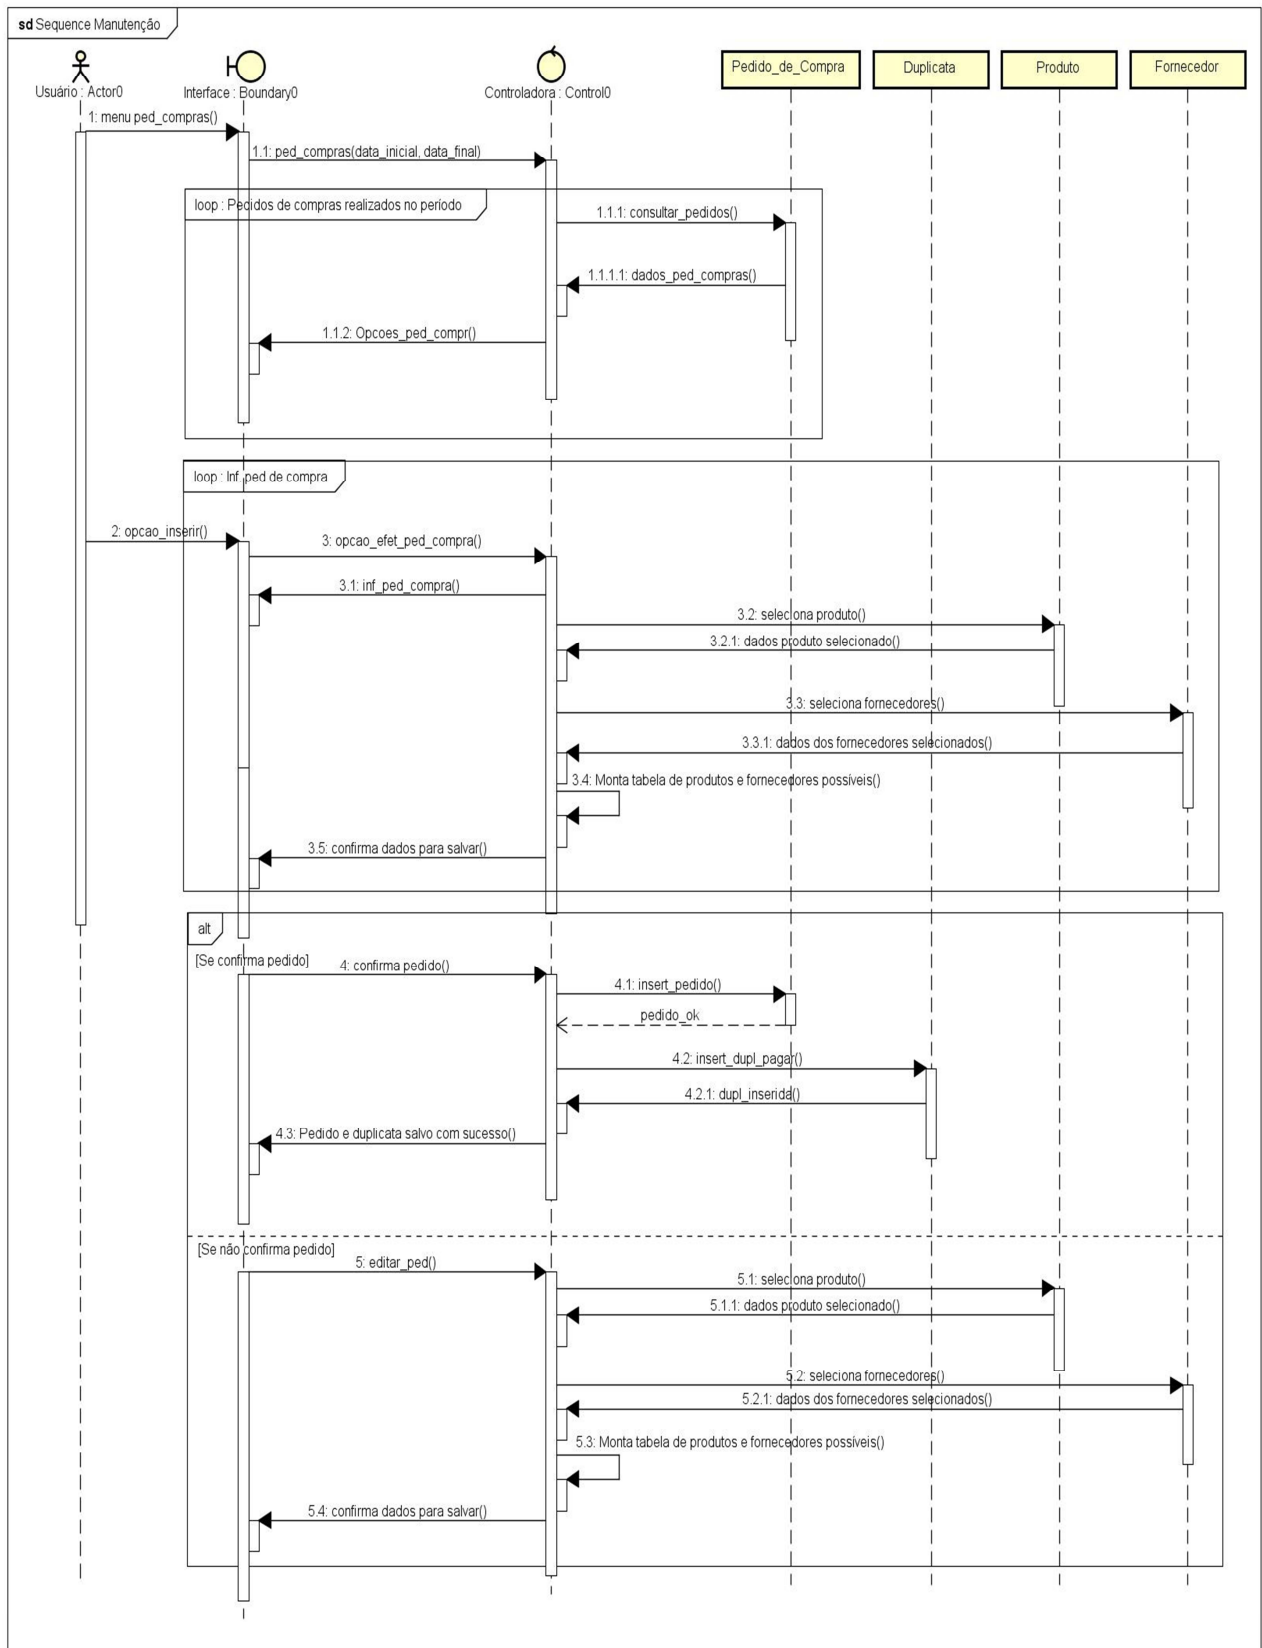 sd Sequence Manutenção
Usuário : Actor0
Interface : Boundary0
Controladora : Control0
Pedido_de_Compra
Duplicata
Produto
Fornecedor
1: menu ped_compras()
1.1: ped_compras(data_inicial, data_final)
loop : Pedidos de compras realizados no período
1.1.1: consultar_pedidos()
1.1.1.1: dados_ped_compras()
1.1.2: Opcoes_ped_compr()
loop : Inf. ped de compra
2: opcao_inserir()
3: opcao_efet_ped_compra()
3.1: inf_ped_compra()
3.2: seleciona produto()
3.2.1: dados produto selecionado()
3.3: seleciona fornecedores()
3.3.1: dados dos fornecedores selecionados()
3.4: Monta tabela de produtos e fornecedores possíveis()
3.5: confirma dados para salvar()
alt
[Se confirma pedido]
4: confirma pedido()
4.1: insert_pedido()
pedido_ok
4.2: insert_dupl_pagar()
4.2.1: dupl_inserida()
4.3: Pedido e duplicata salvo com sucesso()
[Se não confirma pedido]
5: editar_ped()
5.1: seleciona produto()
5.1.1: dados produto selecionado()
5.2: seleciona fornecedores()
5.2.1: dados dos fornecedores selecionados()
5.3: Monta tabela de produtos e fornecedores possíveis()
5.4: confirma dados para salvar()